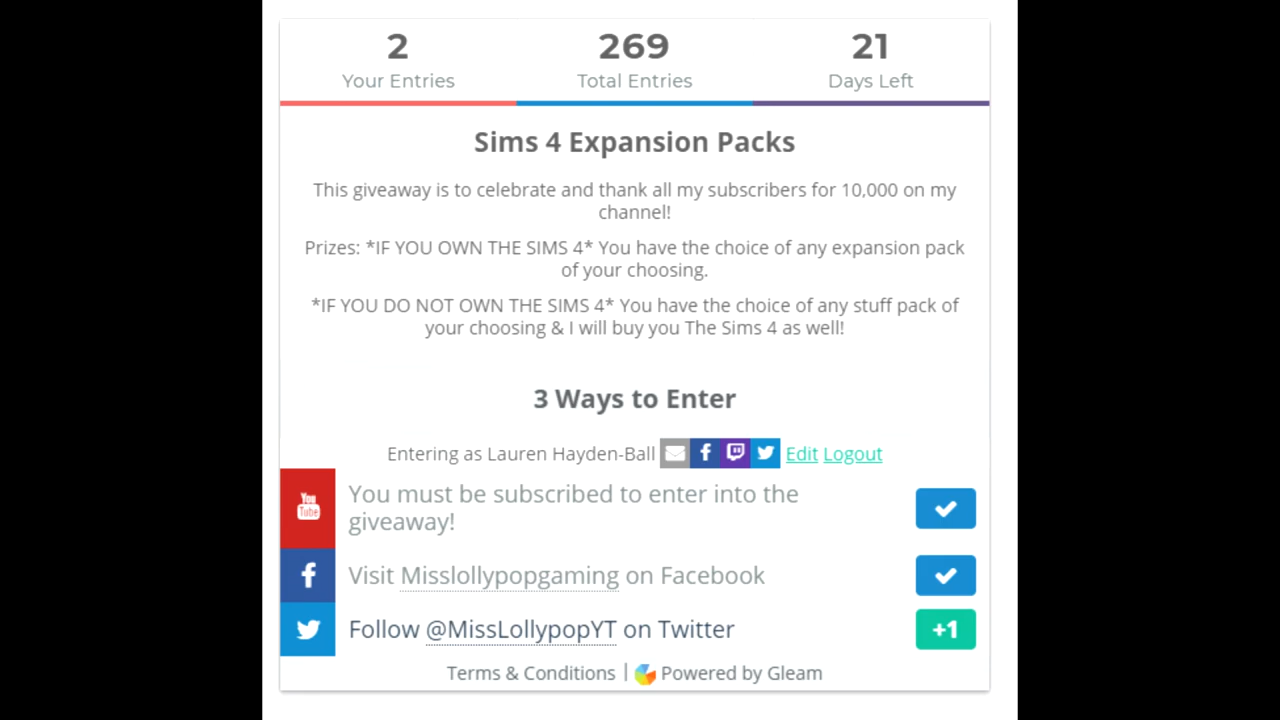 2
269
21
Your Entries
Total Entries
Days Left
Sims 4 Expansion Packs
This giveaway is to celebrate and thank all my subscribers for 10,000 on my
channel!
Prizes: *IF YOU OWN THE SIMS 4* You have the choice of any expansion pack
of your choosing.
*IF YOU DO NOT OWN THE SIMS 4* You have the choice of any stuff pack of
your choosing & I will buy you The Sims 4 as well!
3 Ways to Enter
Entering as Lauren Hayden-Ball Edit Logout
You Tube
You must be subscribed to enter into the
giveaway!
Visit Misslollypopgaming on Facebook
Follow @MissLollypopYT on Twitter +1
Terms & Conditions | Powered by Gleam